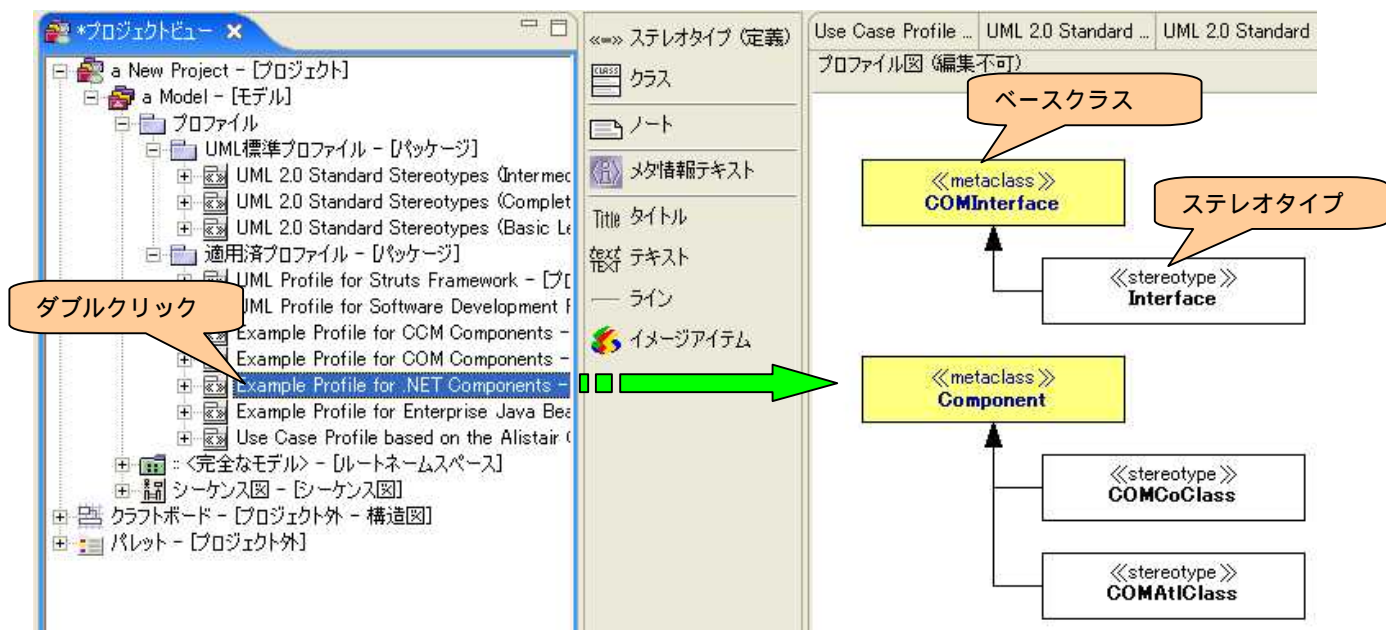 *プロジェクトビュー
a New Project - [プロジェクト]
a Model - [モデル]
プロファイル
UML標準プロファイル - [パッケージ]
UML 2.0 Standard Stereotypes (Intermed
UML 2.0 Standard Stereotypes (Complet
UML 2.0 Standard Stereotypes (Basic Le
適用済プロファイル - [パッケージ]
UML Profile for Struts Framework - [プロ
UML Profile for Software Development P
Example Profile for CCM Components -
Example Profile for COM Components -
Example Profile for .NET Components -
Example Profile for Enterprise Java Bea
Use Case Profile based on the Alistair
:: <完全なモデル> - [ルートネームスペース]
シーケンス図 - [シーケンス図]
クラフトボード - [プロジェクト外 - 構造図]
パレット - [プロジェクト外]
ダブルクリック
«=» ステレオタイプ (定義)
CLASS クラス
ノート
メタ情報テキスト
Title タイトル
text TEXT テキスト
ライン
イメージアイテム
Use Case Profile ...
UML 2.0 Standard ...
UML 2.0 Standard
プロファイル図 (編集不可)
ベースクラス
≪metaclass≫
COMInterface
ステレオタイプ
≪stereotype≫
Interface
≪metaclass≫
Component
≪stereotype≫
COMCoClass
≪stereotype≫
COMAtlClass